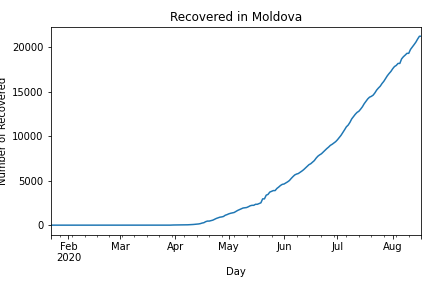 Recovered in Moldova
Number of Recovered
20000
15000
10000
5000
0
Feb
2020
Mar
Apr
May
Jun
Jul
Aug
Day